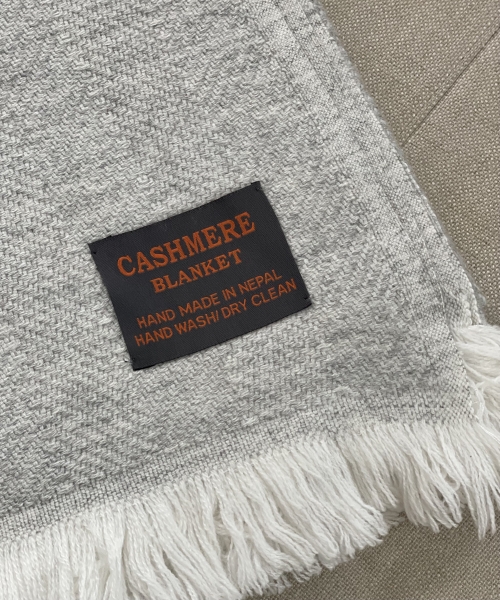 CASHMERE
BLANKET
HAND MADE IN NEPAL
HAND WASH/ DRY CLEAN